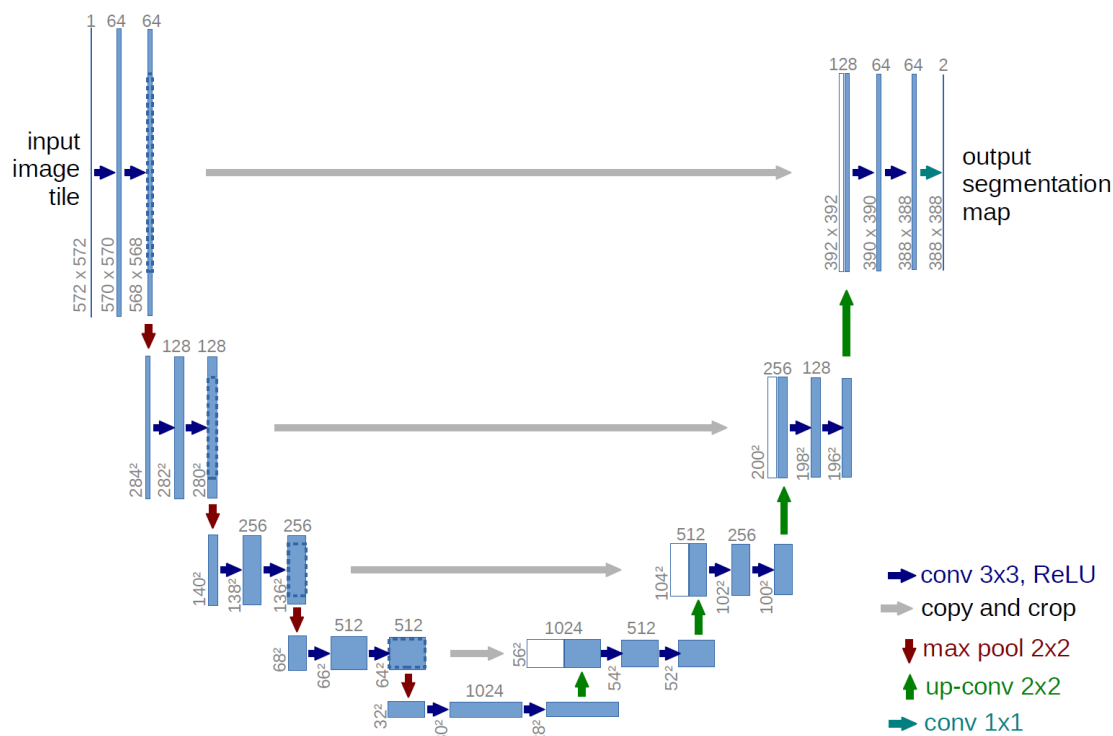 1 64 64
128 64 64 2
input
image
tile
output
segmentation
map
572 x 572
570 x 570
568 x 568
392 x 392
390 x 390
388 x 388
388 x 388
128 128
256 128
284²
282²
280²
200²
198²
196²
256 256
512 256
140²
138²
136²
104²
102²
100²
512 512
1024 512
68²
66²
64²
56²
54²
52²
1024
32²
conv 3x3, ReLU
copy and crop
max pool 2x2
up-conv 2x2
conv 1x1